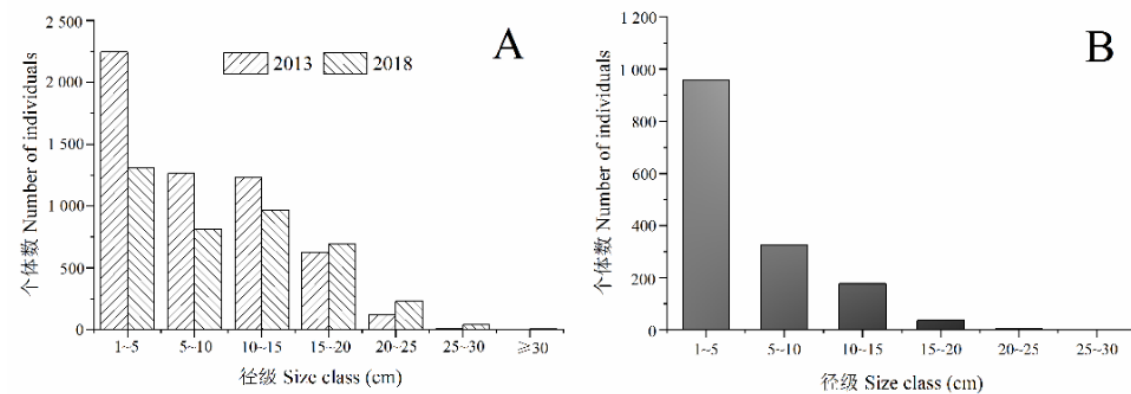 A
2013 2018
个体数 Number of individuals
2 500
2 000
1 500
1 000
500
0
1~5 5~10 10~15 15~20 20~25 25~30 ≥30
径级 Size class (cm)
B
个体数 Number of individuals
1 200
1 000
800
600
400
200
0
1~5 5~10 10~15 15~20 20~25 25~30
径级 Size class (cm)